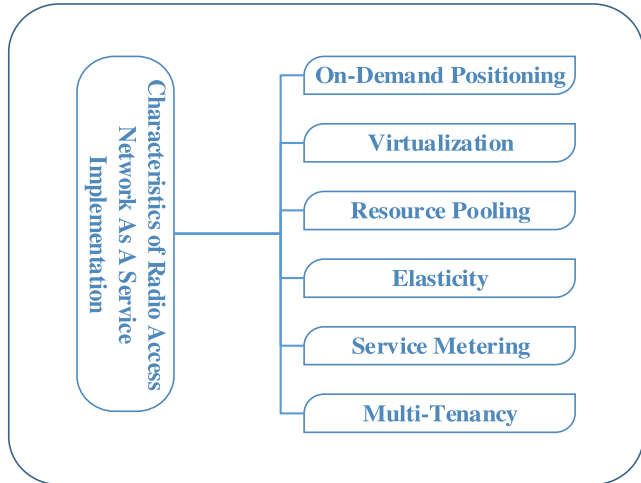 Characteristics of Radio Access
Network As A Service
Implementation
On-Demand Positioning
Virtualization
Resource Pooling
Elasticity
Service Metering
Multi-Tenancy